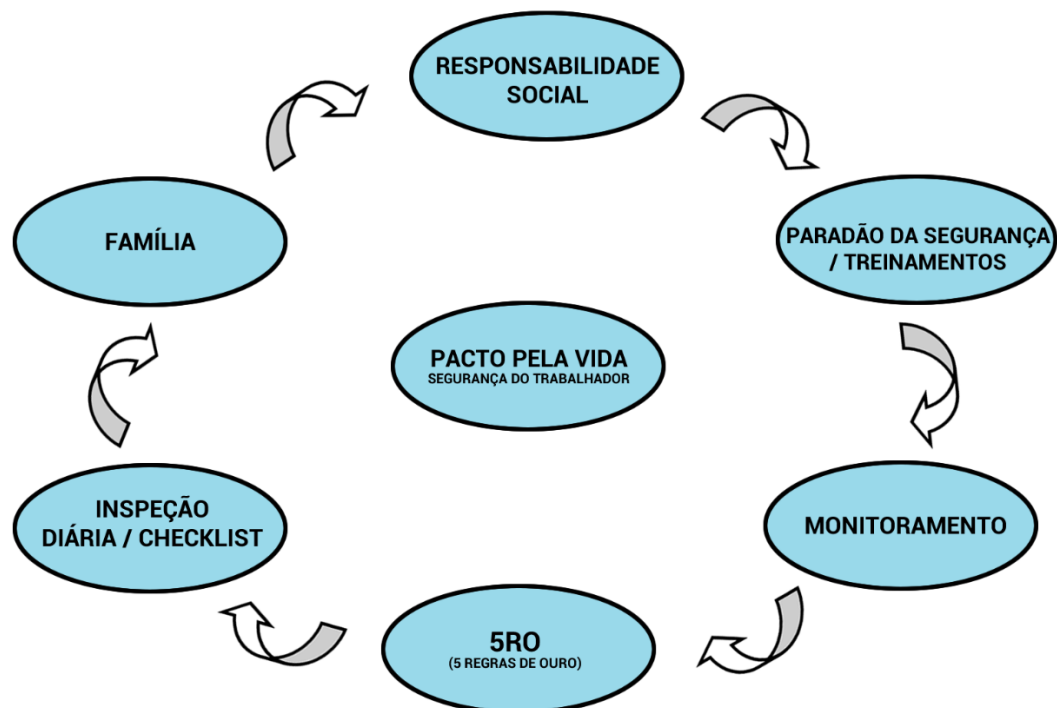 RESPONSABILIDADE
SOCIAL
FAMÍLIA
PARADÃO DA SEGURANÇA
/ TREINAMENTOS
PACTO PELA VIDA
SEGURANÇA DO TRABALHADOR
INSPEÇÃO
DIÁRIA / CHECKLIST
MONITORAMENTO
5RO
(5 REGRAS DE OURO)